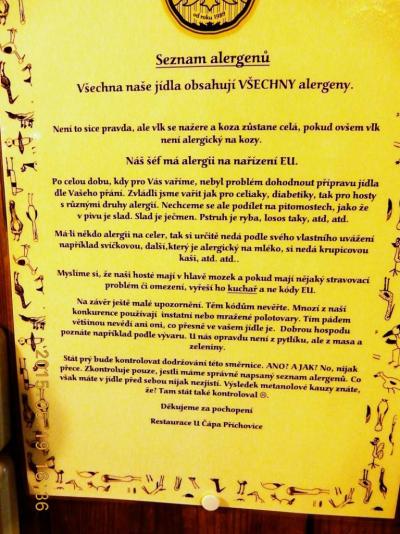 od roku 1991
Seznam alergenů
Všechna naše jídla obsahují VŠECHNY alergeny.
Není to sice pravda, ale vlk se nažere a koza zůstane celá, pokud ovšem vlk
není alergický na kozy.
Náš šéf má alergii na nařízení EU.
Po celou dobu, kdy pro Vás vaříme, nebyl problém dohodnout přípravu jídla
dle Vašeho přání. Zvládli jsme vařit jak pro celiaky, diabetiky, tak pro hosty
s různými druhy alergií. Nechceme se ale podílet na pitomostech, jako že
v pivu je slad. Slad je ječmen. Pstruh je ryba, losos taky, atd, atd.
Má-li někdo alergii na celer, tak si určitě nedá podle svého vlastního uvážení
například svíčkovou, další,který je alergický na mléko, si nedá krupicovou
kaši, atd. atd..
Myslíme si, že naši hosté mají v hlavě mozek a pokud mají nějaký stravovací
problém či omezení, vyřeší ho kuchař a ne kódy EU.
Na závěr ještě malé upozornění. Těm kódům nevěřte. Mnozí z naší
konkurence používají instatní nebo mražené polotovary. Tím pádem
většinou nevědí ani oni, co přesně ve vašem jídle je. Dobrou hospodu
poznáte například podle vývaru. U nás opravdu není z pytlíku, ale z masa a
zeleniny.
Stát prý bude kontrolovat dodržování této směrnice. ANO? A JAK? No, nijak
přece. Zkontroluje pouze, jestli máme správně napsaný seznam alergenů. Co
však máte v jídle před sebou nijak nezjistí. Výsledek metanolové kauzy znáte,
že! Tam stát také kontroloval ☹.
Děkujeme za pochopení
Restaurace U Čápa Příchovice